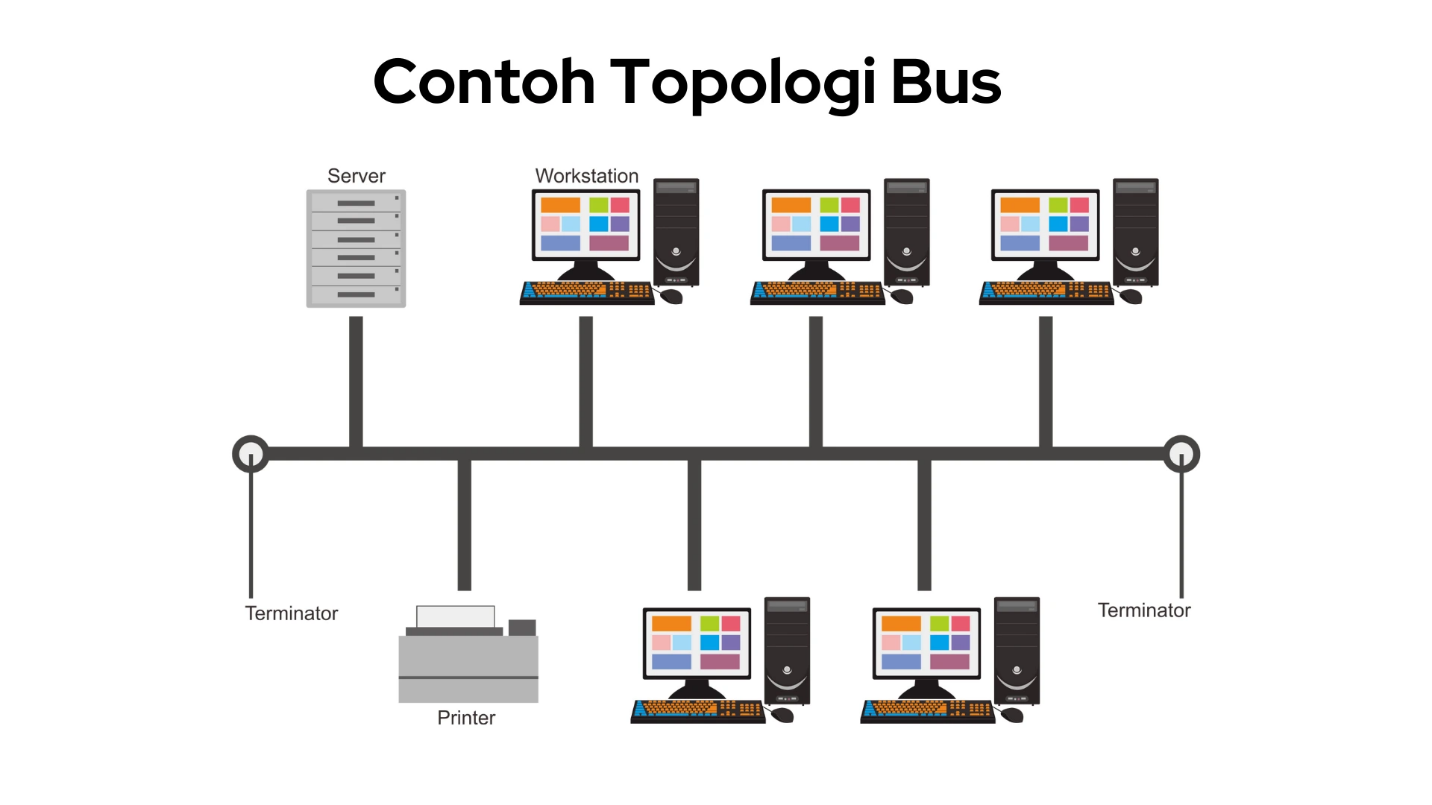 Contoh Topologi Bus
Server
Workstation
Terminator
Terminator
Printer